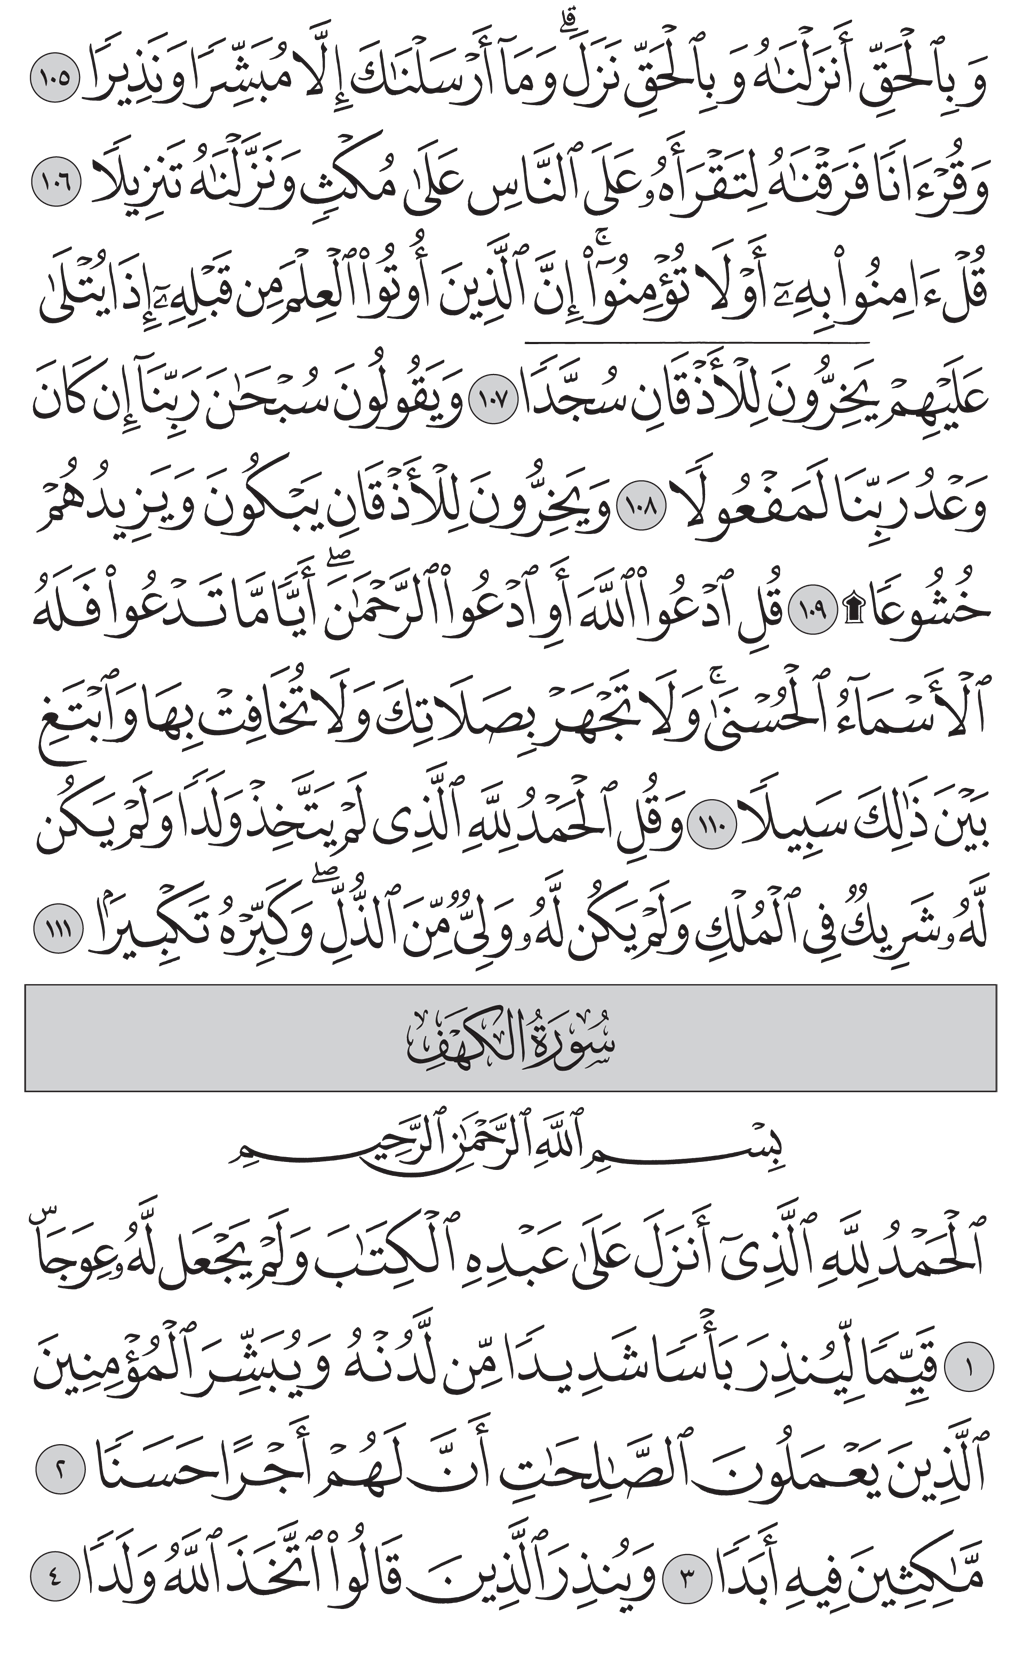 وَبِٱلْحَقِّ أَنزَلْنَٰهُ وَبِٱلْحَقِّ نَزَلَ ۗ وَمَآ أَرْسَلْنَٰكَ إِلَّا مُبَشِّرًا وَنَذِيرًا ١٠٥
وَقُرْءَانًا فَرَقْنَٰهُ لِتَقْرَأَهُۥ عَلَى ٱلنَّاسِ عَلَىٰ مُكْثٍ وَنَزَّلْنَٰهُ تَنزِيلًا ١٠٦
قُلْ ءَامِنُوا۟ بِهِۦٓ أَوْ لَا تُؤْمِنُوٓا۟ ۚ إِنَّ ٱلَّذِينَ أُوتُوا۟ ٱلْعِلْمَ مِن قَبْلِهِۦٓ إِذَا يُتْلَىٰ
عَلَيْهِمْ يَخِرُّونَ لِلْأَذْقَانِ سُجَّدًا ١٠٧ وَيَقُولُونَ سُبْحَٰنَ رَبِّنَآ إِن كَانَ
وَعْدُ رَبِّنَا لَمَفْعُولًا ١٠٨ وَيَخِرُّونَ لِلْأَذْقَانِ يَبْكُونَ وَيَزِيدُهُمْ
خُشُوعًا ۩ ١٠٩ قُلِ ٱدْعُوا۟ ٱللَّهَ أَوِ ٱدْعُوا۟ ٱلرَّحْمَٰنَ ۖ أَيًّا مَّا تَدْعُوا۟ فَلَهُ
ٱلْأَسْمَآءُ ٱلْحُسْنَىٰ ۚ وَلَا تَجْهَرْ بِصَلَاتِكَ وَلَا تُخَافِتْ بِهَا وَٱبْتَغِ
بَيْنَ ذَٰلِكَ سَبِيلًا ١١٠ وَقُلِ ٱلْحَمْدُ لِلَّهِ ٱلَّذِى لَمْ يَتَّخِذْ وَلَدًا وَلَمْ يَكُن
لَّهُۥ شَرِيكٌ فِى ٱلْمُلْكِ وَلَمْ يَكُن لَّهُۥ وَلِىٌّ مِّنَ ٱلذُّلِّ ۖ وَكَبِّرْهُ تَكْبِيرًۢا ١١١
سُورَةُ الكَهْفِ
بِسْمِ ٱللَّهِ ٱلرَّحْمَٰنِ ٱلرَّحِيمِ
ٱلْحَمْدُ لِلَّهِ ٱلَّذِىٓ أَنزَلَ عَلَىٰ عَبْدِهِ ٱلْكِتَٰبَ وَلَمْ يَجْعَل لَّهُۥ عِوَجَا ۜ
١ قَيِّمًا لِّيُنذِرَ بَأْسًا شَدِيدًا مِّن لَّدُنْهُ وَيُبَشِّرَ ٱلْمُؤْمِنِينَ
ٱلَّذِينَ يَعْمَلُونَ ٱلصَّٰلِحَٰتِ أَنَّ لَهُمْ أَجْرًا حَسَنًا ٢
مَّٰكِثِينَ فِيهِ أَبَدًا ٣ وَيُنذِرَ ٱلَّذِينَ قَالُوا۟ ٱتَّخَذَ ٱللَّهُ وَلَدًا ٤